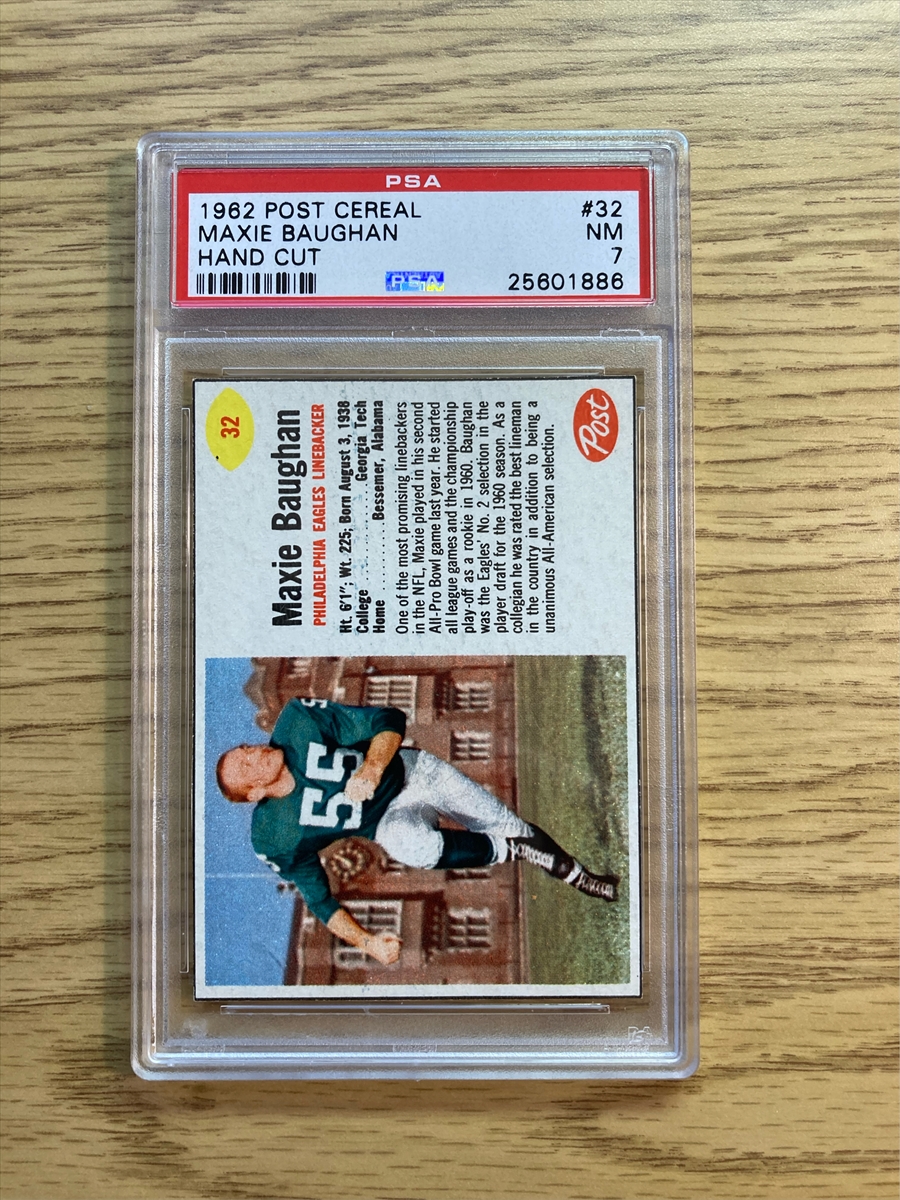 PSA
1962 POST CEREAL #32
MAXIE BAUGHAN NM
HAND CUT 7
PSA 25601886
32
Maxie Baughan
PHILADELPHIA EAGLES LINEBACKER
Ht. 6'1"; Wt. 225; Born August 3, 1938
College ............ Georgia Tech
Home .......... Bessemer, Alabama
One of the most promising linebackers
in the NFL, Maxie played in his second
All-Pro Bowl game last year. He started
all league games and the championship
play-off as a rookie in 1960. Baughan
was the Eagles' No. 2 selection in the
player draft for the 1960 season. As a
collegian he was rated the best lineman
in the country in addition to being a
unanimous All-American selection.
Post
55
5